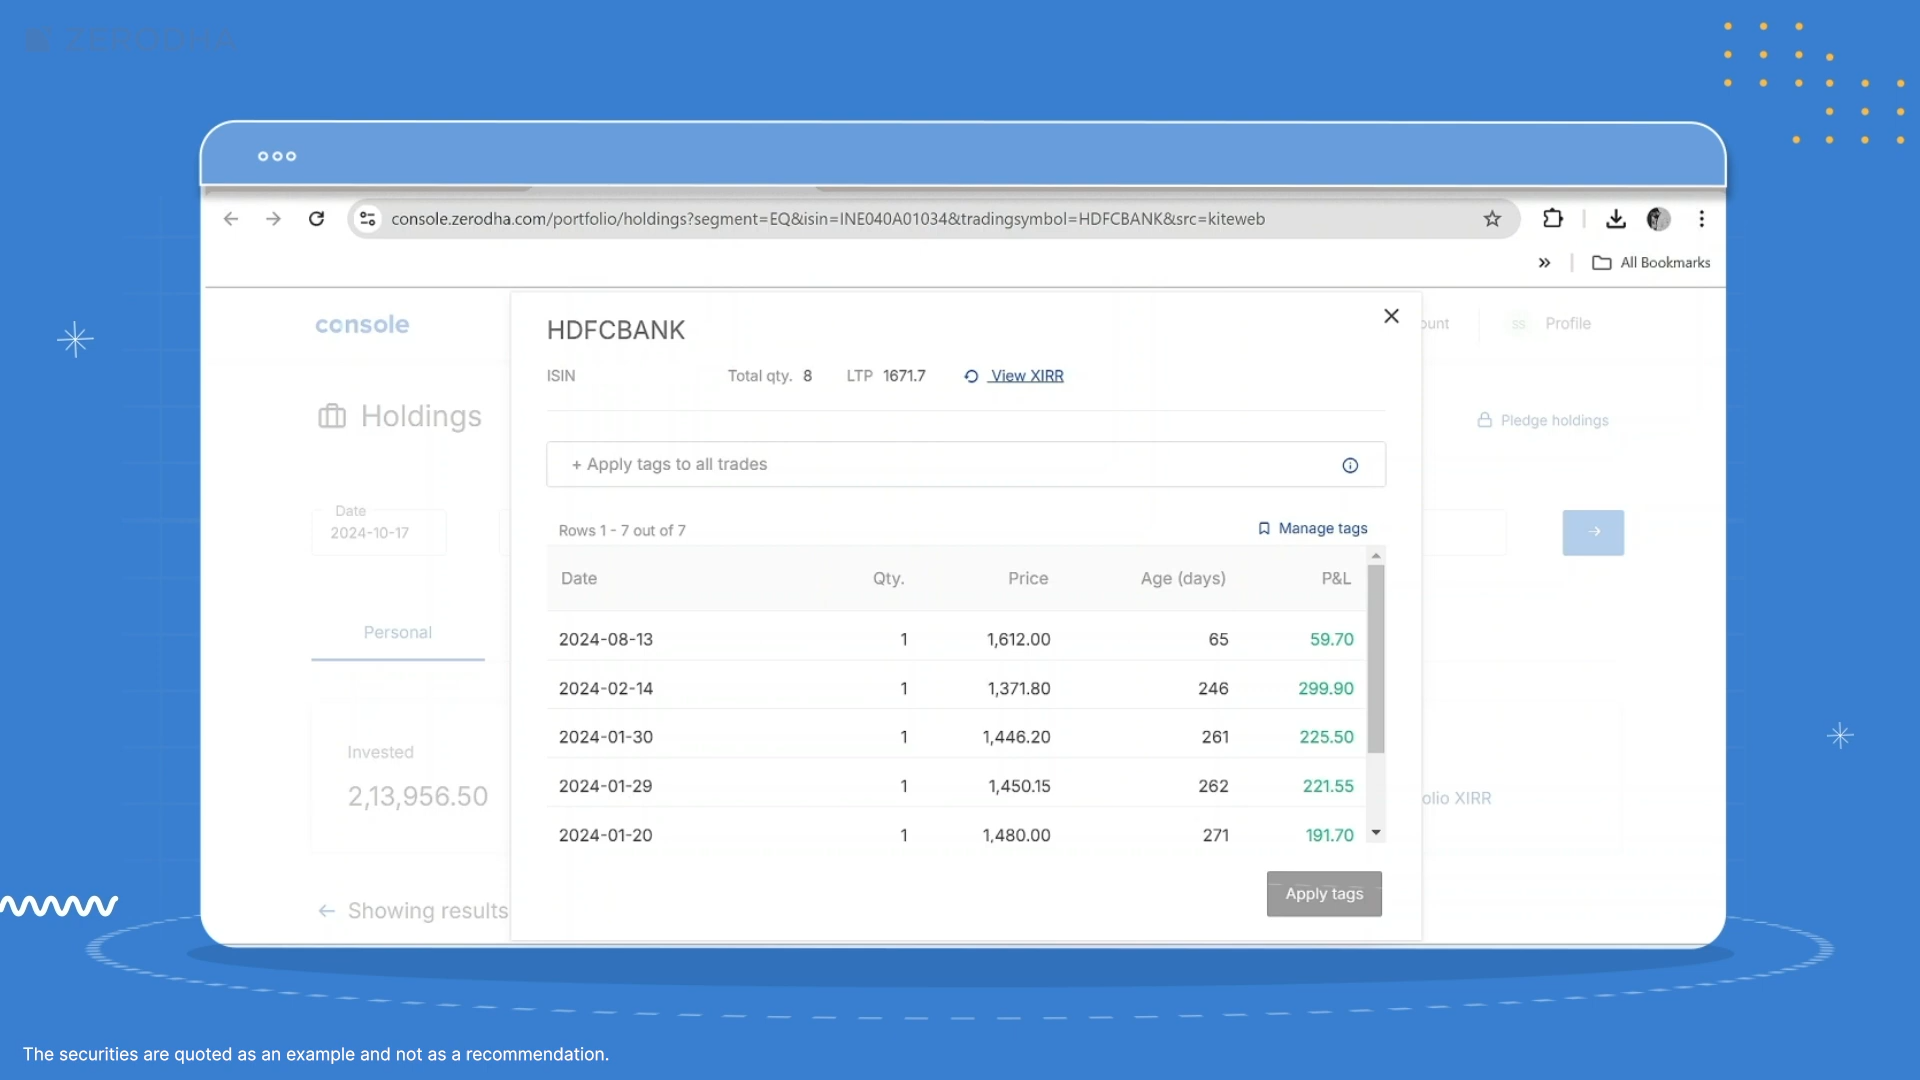 ZERODHA
console.zerodha.com/portfolio/holdings?segment=EQ&isin=INE040A01034&tradingsymbol=HDFCBANK&src=kiteweb
» All Bookmarks
console
HDFCBANK
ount SS Profile
ISIN Total qty. 8 LTP 1671.7 View XIRR
Holdings
Pledge holdings
+ Apply tags to all trades
Date
2024-10-17
Rows 1 - 7 out of 7 Manage tags
Date Qty. Price Age (days) P&L
Personal
2024-08-13 1 1,612.00 65 59.70
2024-02-14 1 1,371.80 246 299.90
2024-01-30 1 1,446.20 261 225.50
Invested
2024-01-29 1 1,450.15 262 221.55
2,13,956.50
olio XIRR
2024-01-20 1 1,480.00 271 191.70
Apply tags
Showing results
The securities are quoted as an example and not as a recommendation.